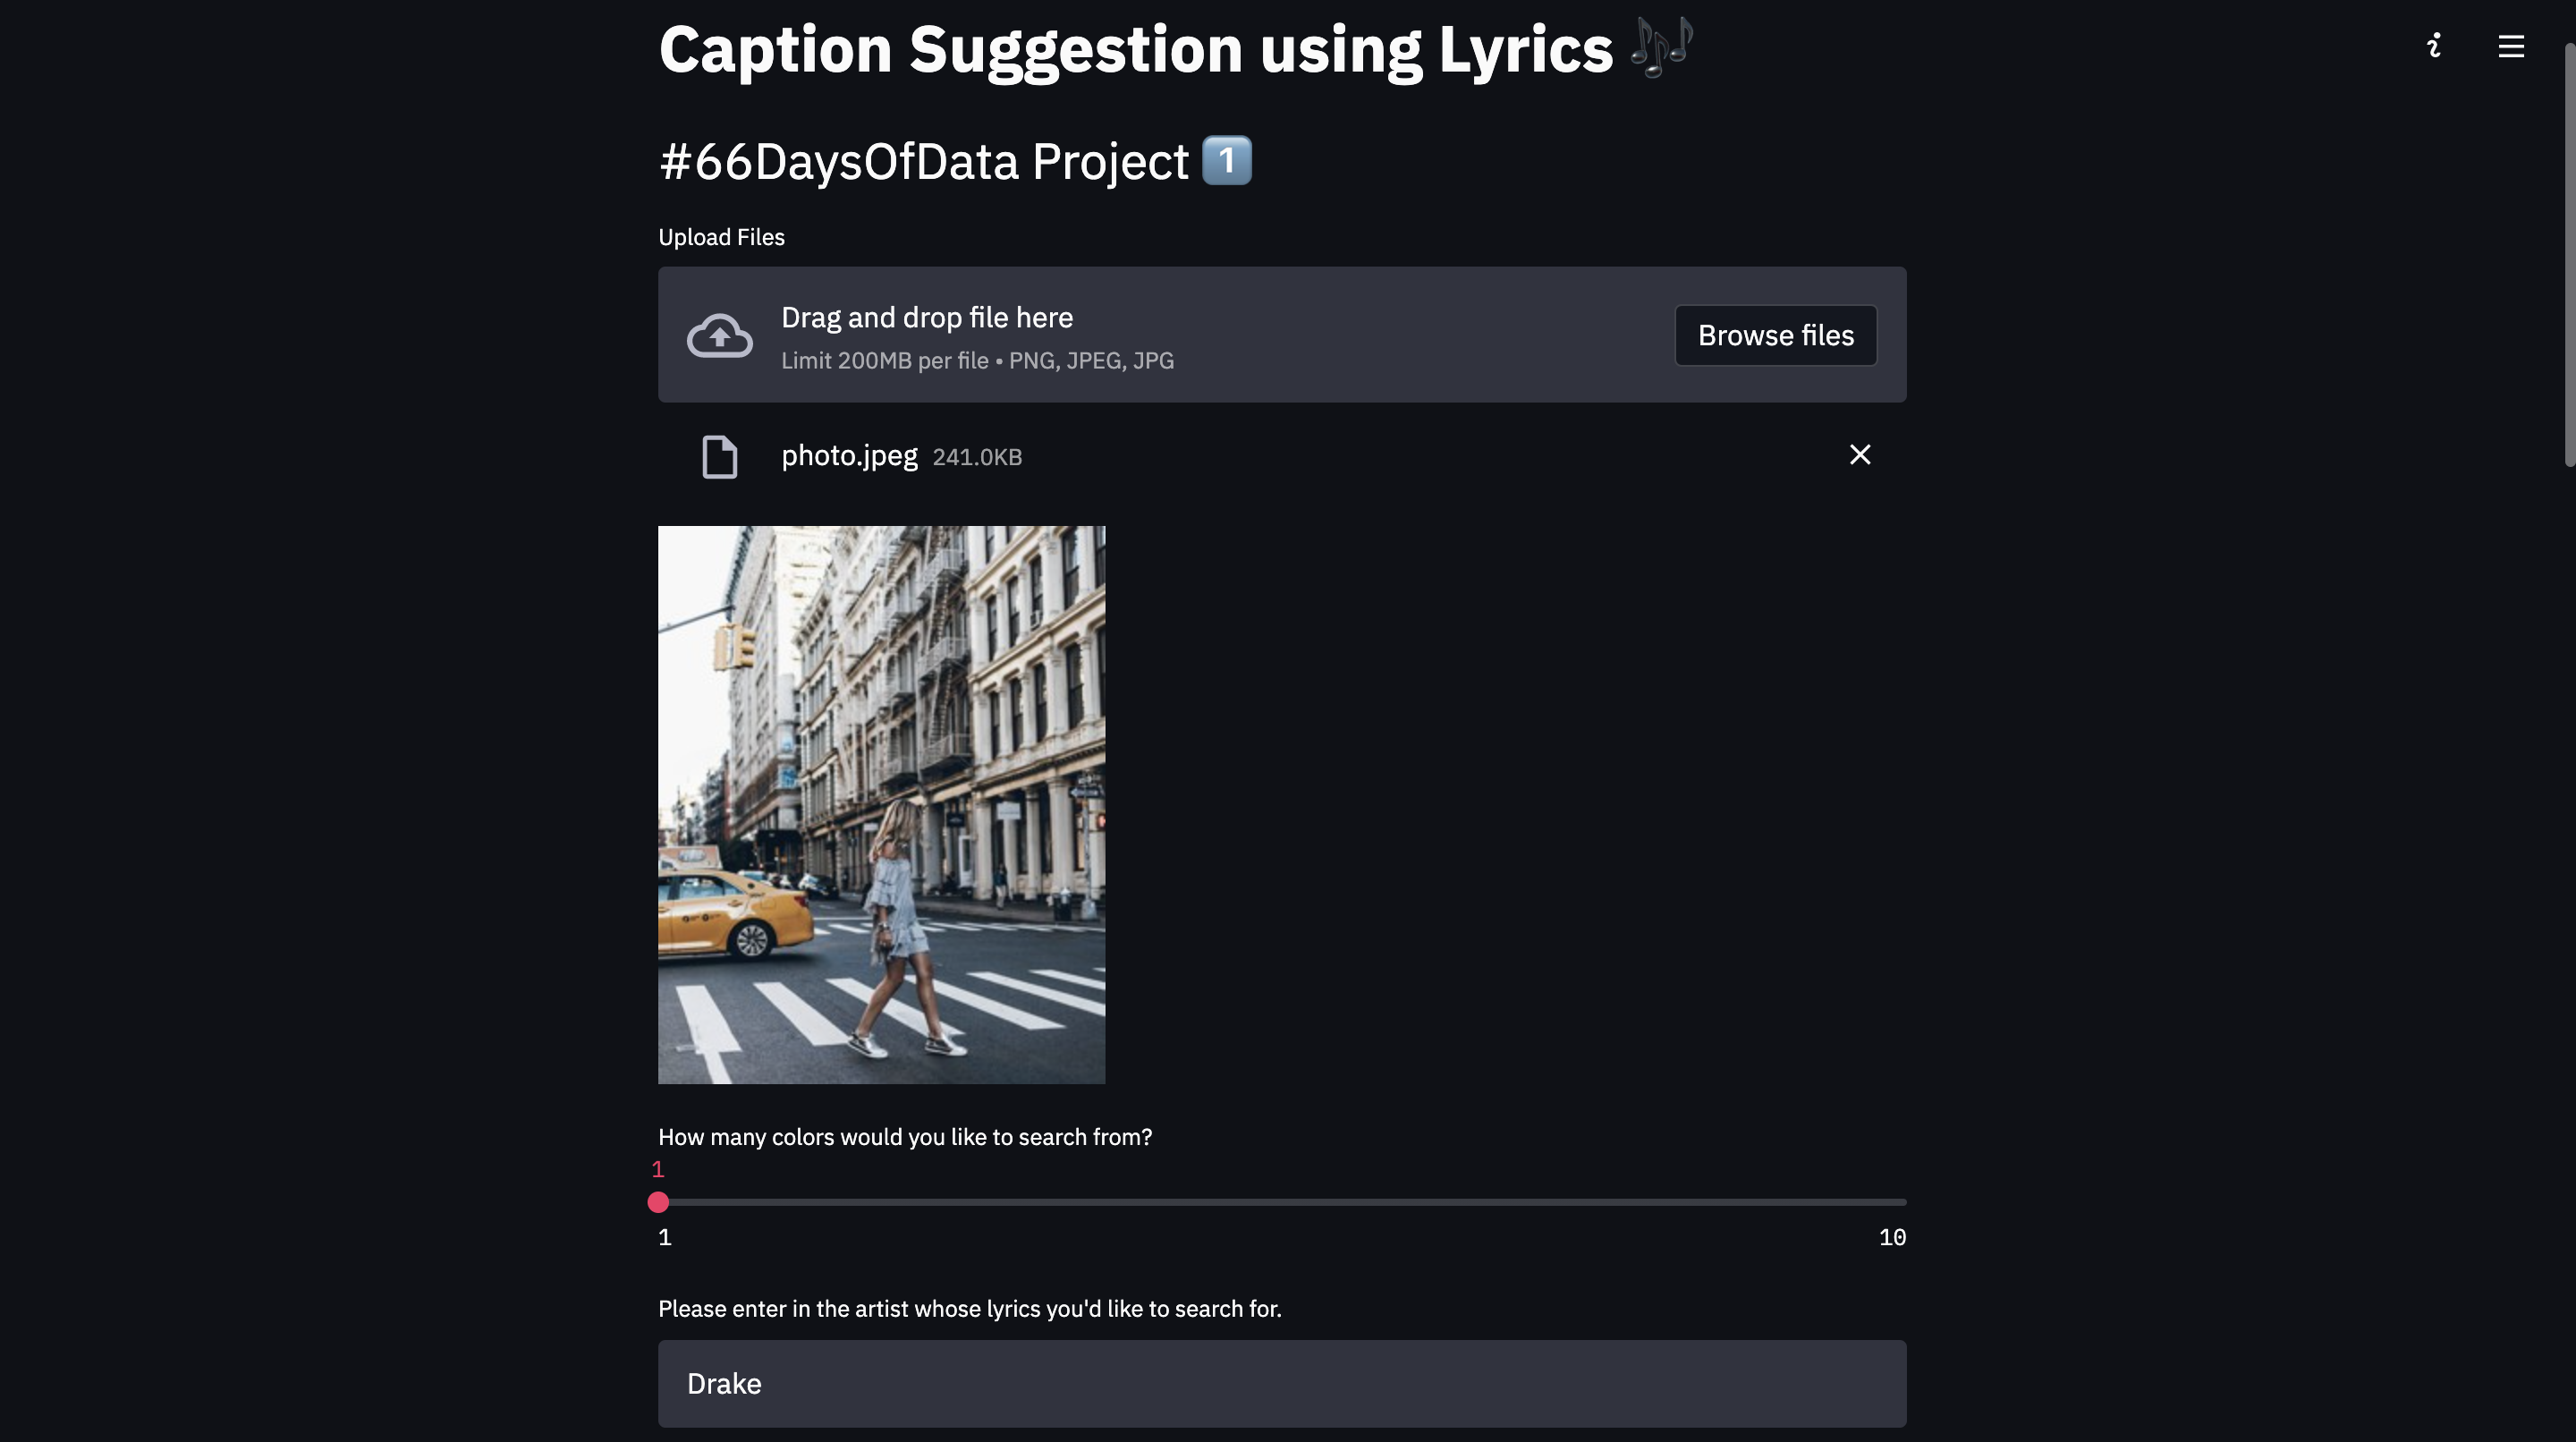 Caption Suggestion using Lyrics 🎶
#66DaysOfData Project 1️⃣
Upload Files
Drag and drop file here
Limit 200MB per file • PNG, JPEG, JPG
Browse files
photo.jpeg 241.0KB
How many colors would you like to search from?
1
1
10
Please enter in the artist whose lyrics you'd like to search for.
Drake